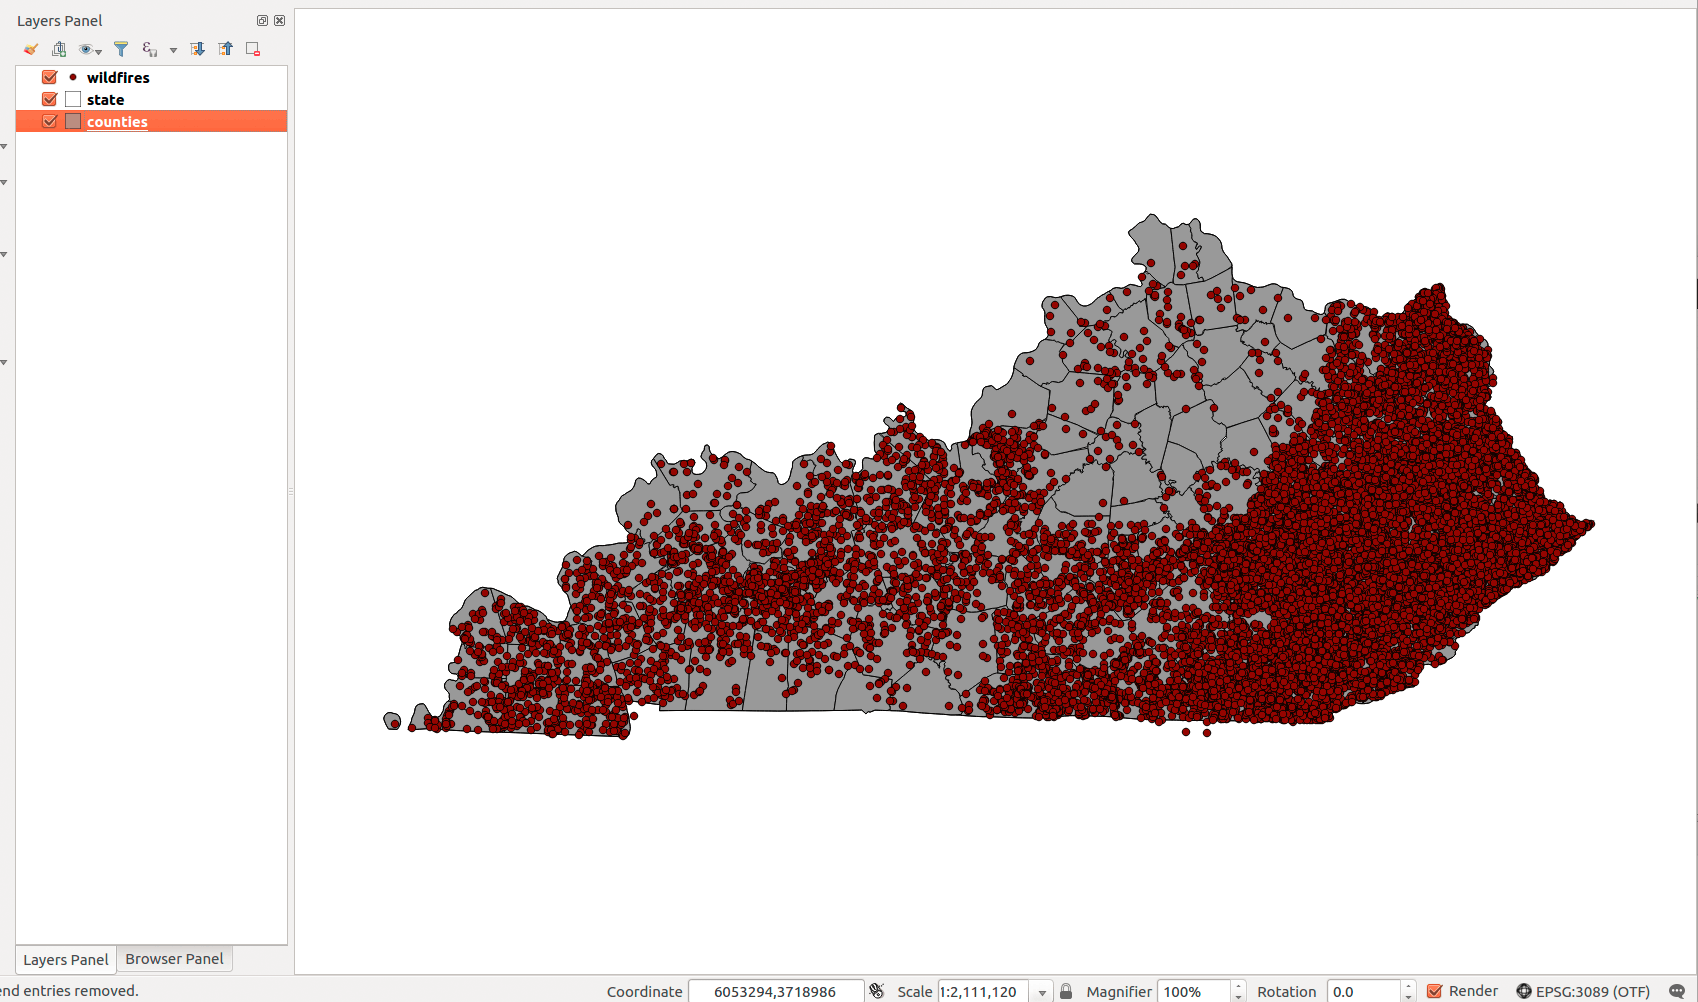 Layers Panel
wildfires
state
counties
Layers Panel Browser Panel
end entries removed.
Coordinate 6053294,3718986 Scale 1:2,111,120 Magnifier 100% Rotation 0.0 Render EPSG:3089 (OTF)